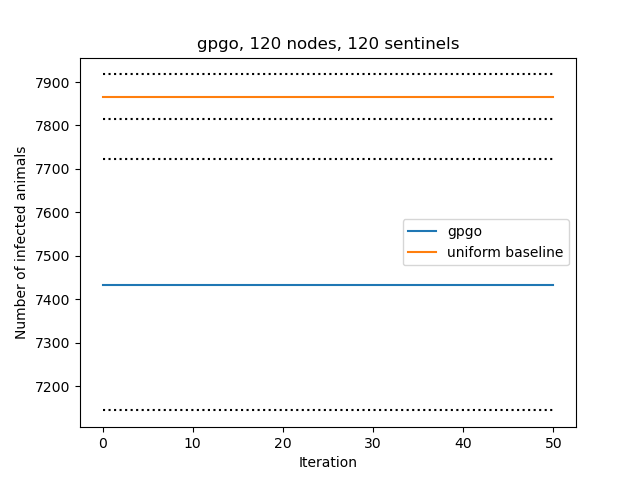 gpgo, 120 nodes, 120 sentinels
7900
7800
7700
7600
7500
7400
7300
7200
Number of infected animals
gpgo
uniform baseline
0 10 20 30 40 50
Iteration